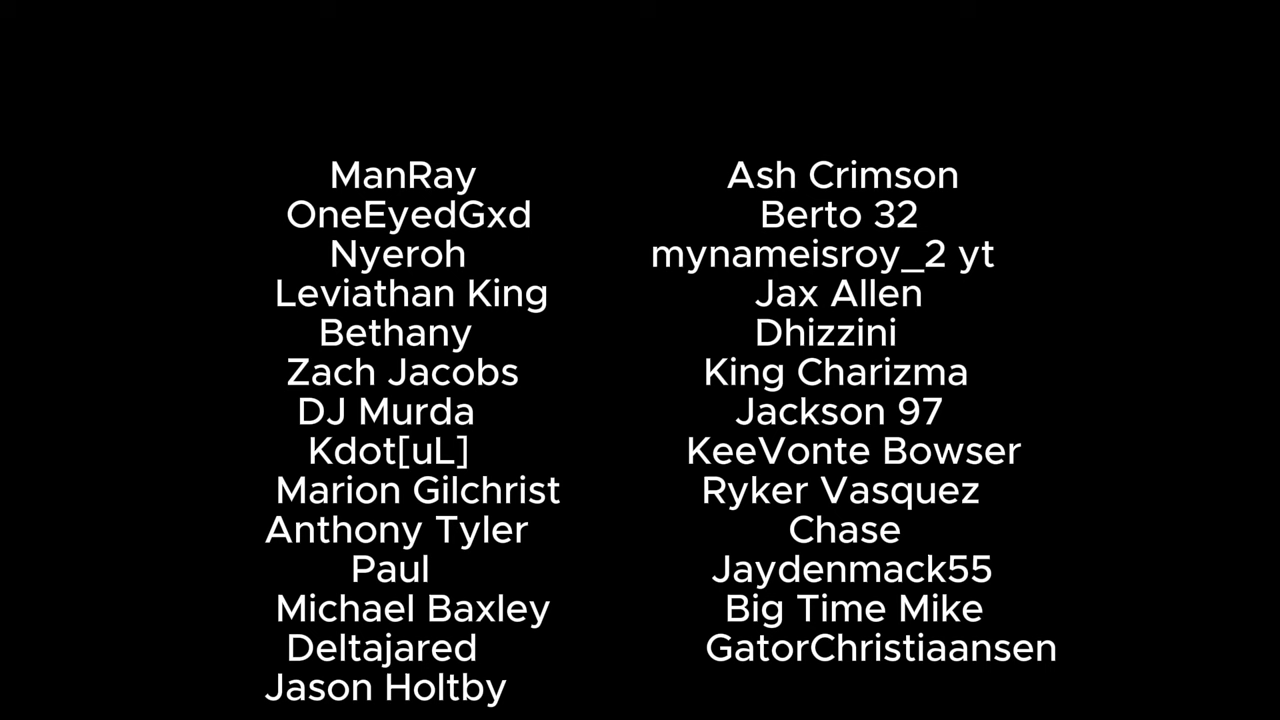 ManRay
OneEyedGxd
Nyeroh
Leviathan King
Bethany
Zach Jacobs
DJ Murda
Kdot[uL]
Marion Gilchrist
Anthony Tyler
Paul
Michael Baxley
Deltajared
Jason Holtby
Ash Crimson
Berto 32
mynameisroy_2 yt
Jax Allen
Dhizzini
King Charizma
Jackson 97
KeeVonte Bowser
Ryker Vasquez
Chase
Jaydenmack55
Big Time Mike
GatorChristiaansen